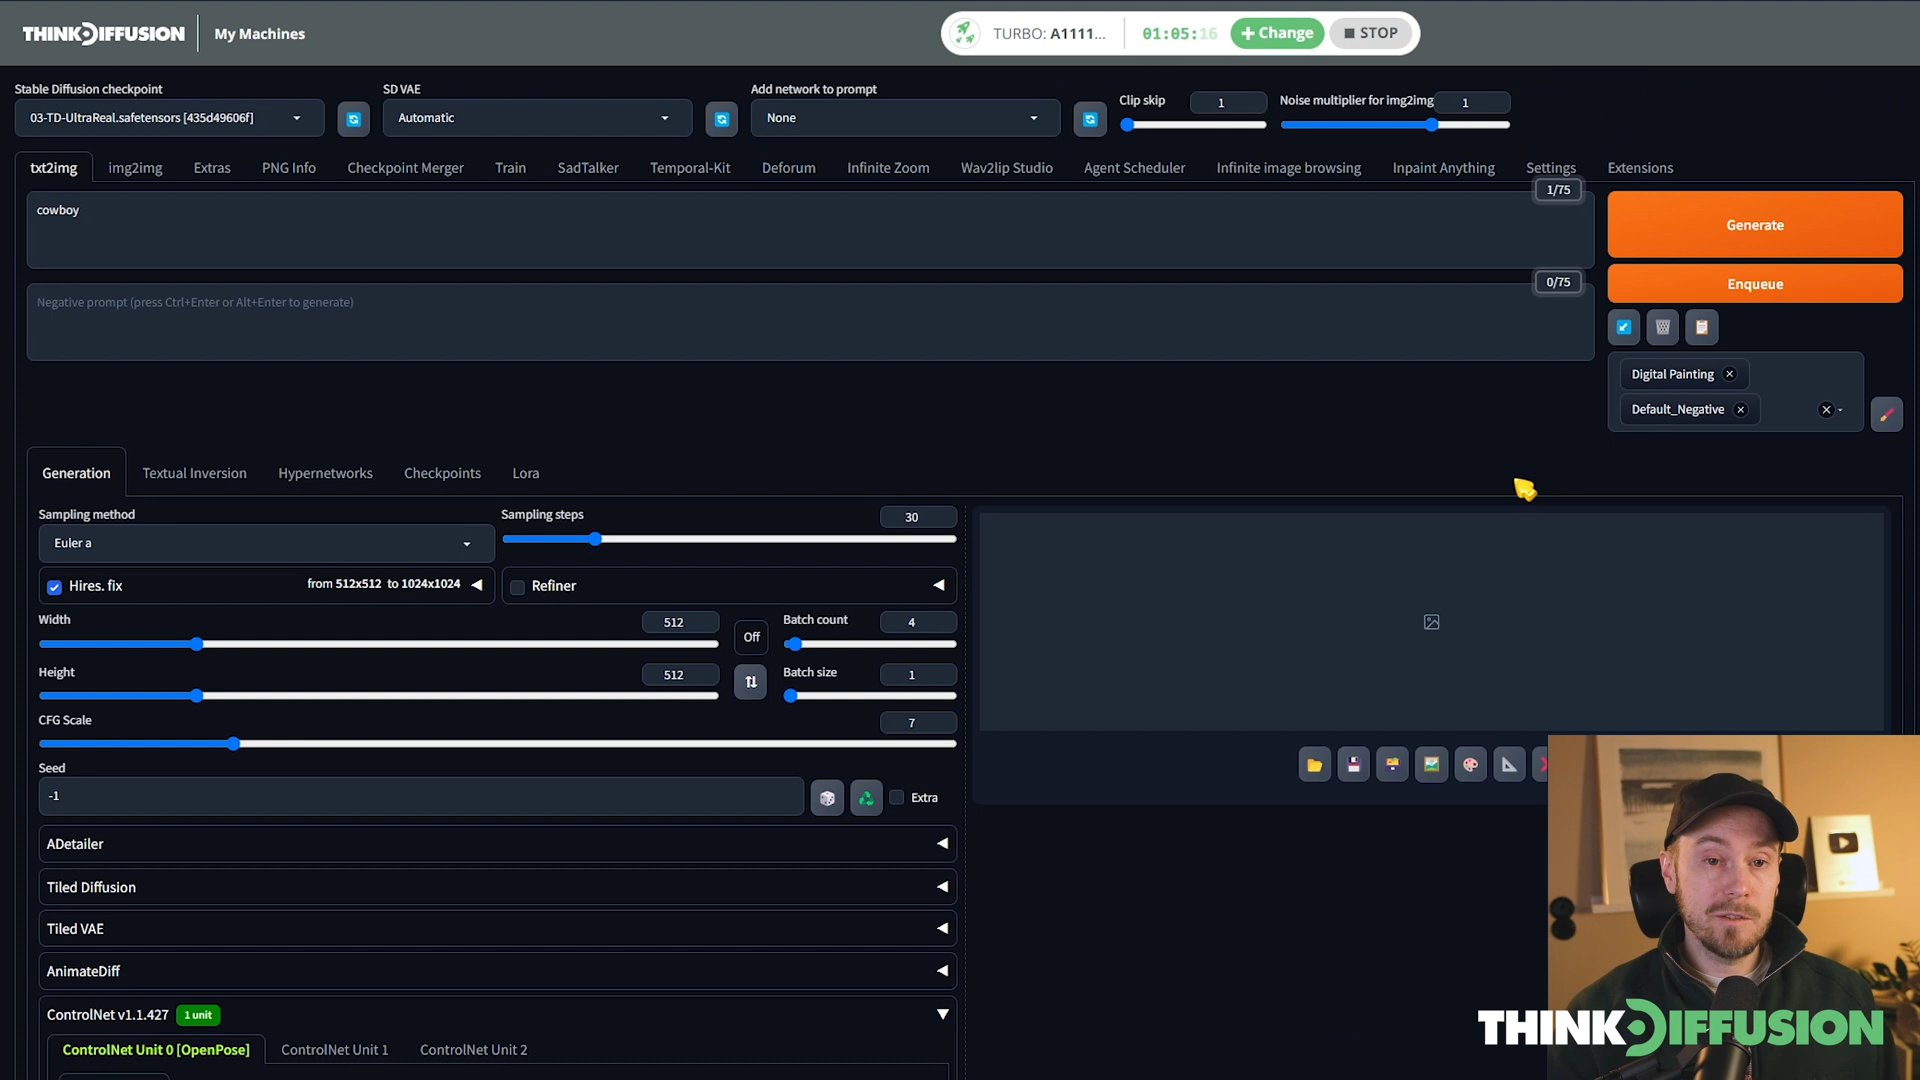 THINKDIFFUSION My Machines TURBO: A1111... 01:05:16 + Change STOP
Stable Diffusion checkpoint SD VAE Add network to prompt Clip skip 1 Noise multiplier for img2img 1
03-TD-UltraReal.safetensors [435d49606f] Automatic None
txt2img img2img Extras PNG Info Checkpoint Merger Train SadTalker Temporal-Kit Deforum Infinite Zoom Wav2lip Studio Agent Scheduler Infinite image browsing Inpaint Anything Settings Extensions
1/75
cowboy
Generate
0/75
Enqueue
Negative prompt (press Ctrl+Enter or Alt+Enter to generate)
Digital Painting
Default_Negative
Generation Textual Inversion Hypernetworks Checkpoints Lora
Sampling method Sampling steps 30
Euler a
Hires. fix from 512x512 to 1024x1024 Refiner
Width 512 Batch count 4
Off
Height 512 Batch size 1
CFG Scale 7
Seed
-1 Extra
ADetailer
Tiled Diffusion
Tiled VAE
AnimateDiff
ControlNet v1.1.427 1 unit
ControlNet Unit 0 [OpenPose] ControlNet Unit 1 ControlNet Unit 2
THINKDIFFUSION